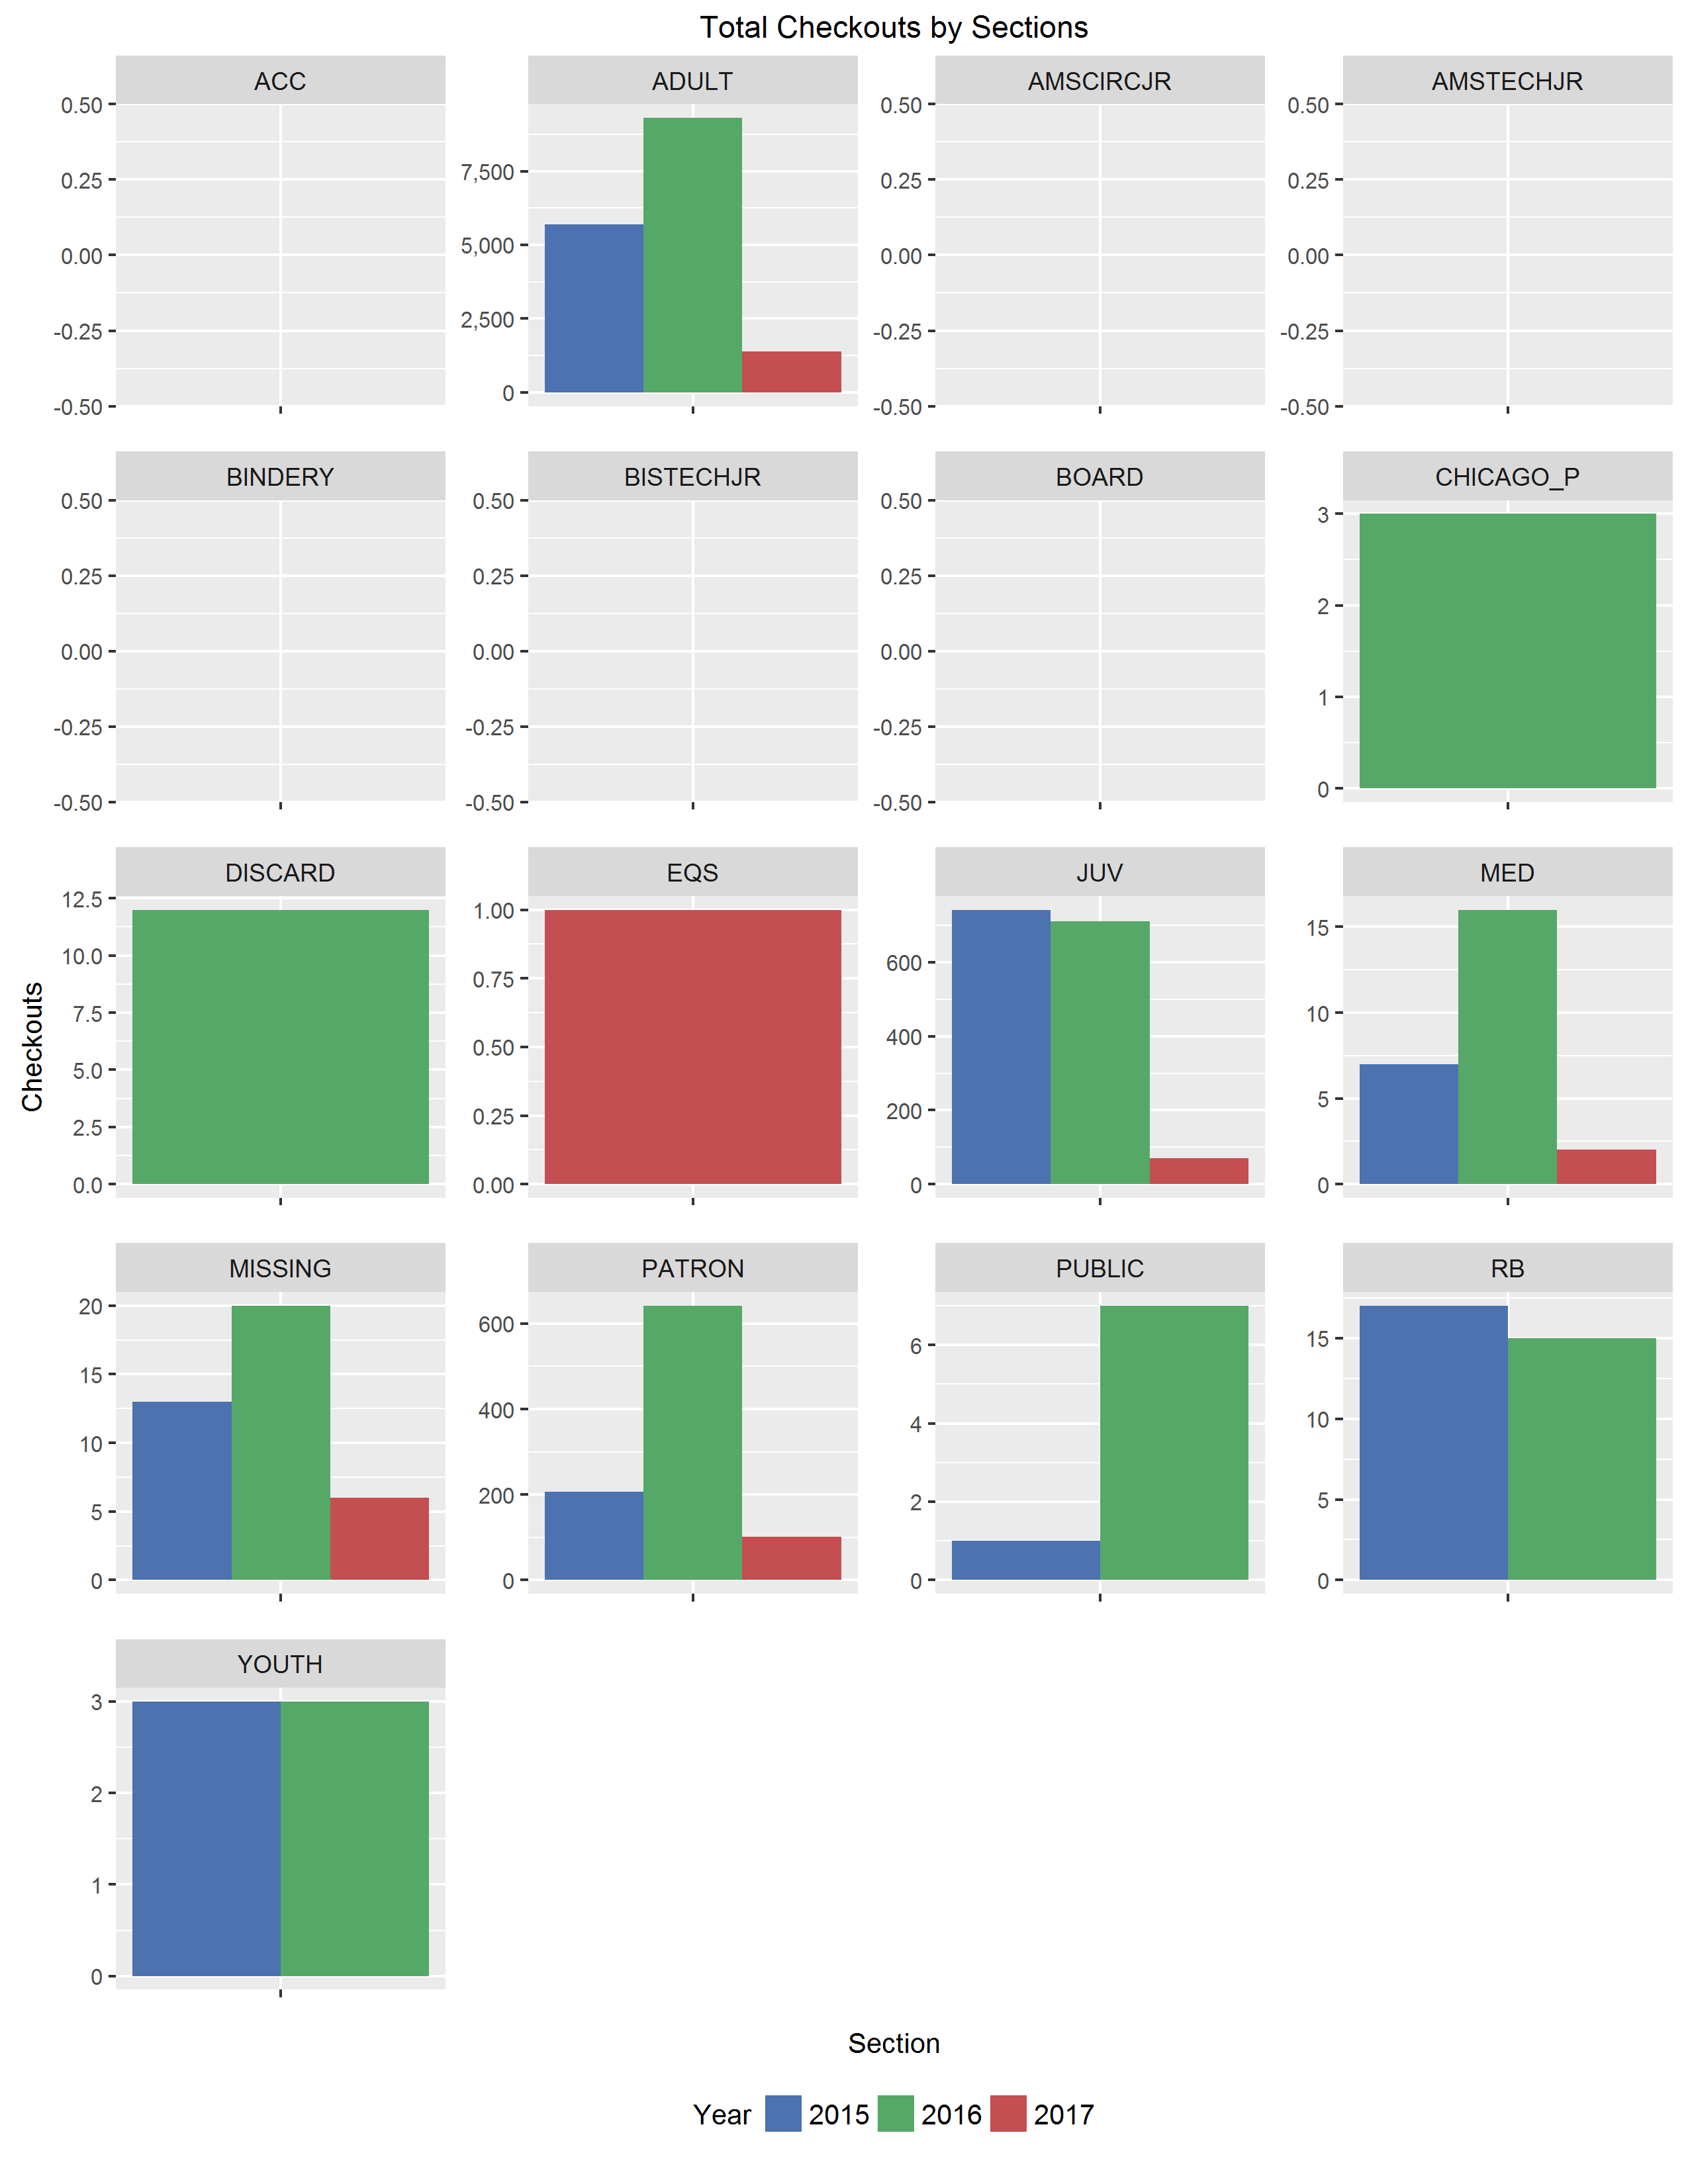 Total Checkouts by Sections
ACC ADULT AMSCIRCJR AMSTECHJR
0.50 0.50 0.50
7,500
0.25 0.25 0.25
5,000
0.00 0.00 0.00
2,500
-0.25 -0.25 -0.25
0
-0.50 -0.50 -0.50
BINDERY BISTECHJR BOARD CHICAGO_P
0.50 0.50 0.50 3
0.25 0.25 0.25 2
0.00 0.00 0.00 1
-0.25 -0.25 -0.25
-0.50 -0.50 -0.50 0
DISCARD EQS JUV MED
12.5 1.00 15
10.0 0.75 600
7.5 0.50 400 10
5.0 0.25 200 5
2.5
0.0 0.00 0 0
Checkouts
MISSING PATRON PUBLIC RB
20 600 6 15
15 400 4 10
10 200 2 5
5
0 0 0 0
YOUTH
3
2
1
0
Section
Year 2015 2016 2017